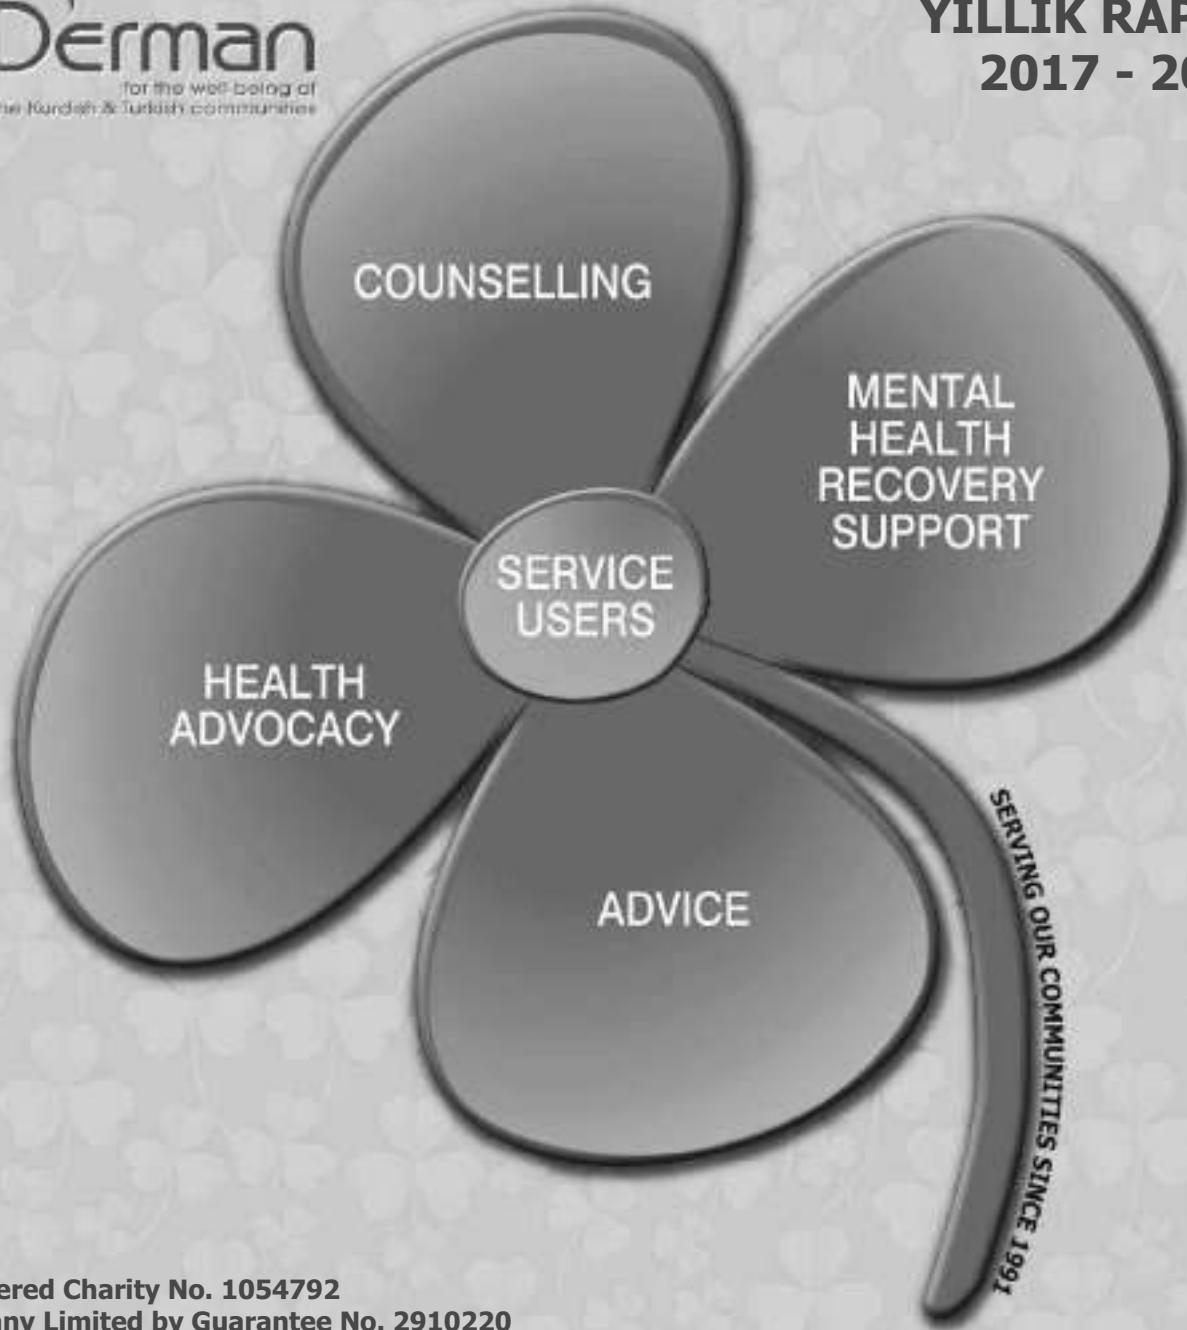 Derman
for the well-being of
the Kurdish & Turkish communities
YILLIK RAP
2017 - 20
COUNSELLING
MENTAL
HEALTH
RECOVERY
SUPPORT
SERVICE
USERS
HEALTH
ADVOCACY
ADVICE
SERVING OUR COMMUNITIES SINCE 1991
ered Charity No. 1054792
any Limited by Guarantee No. 2910220